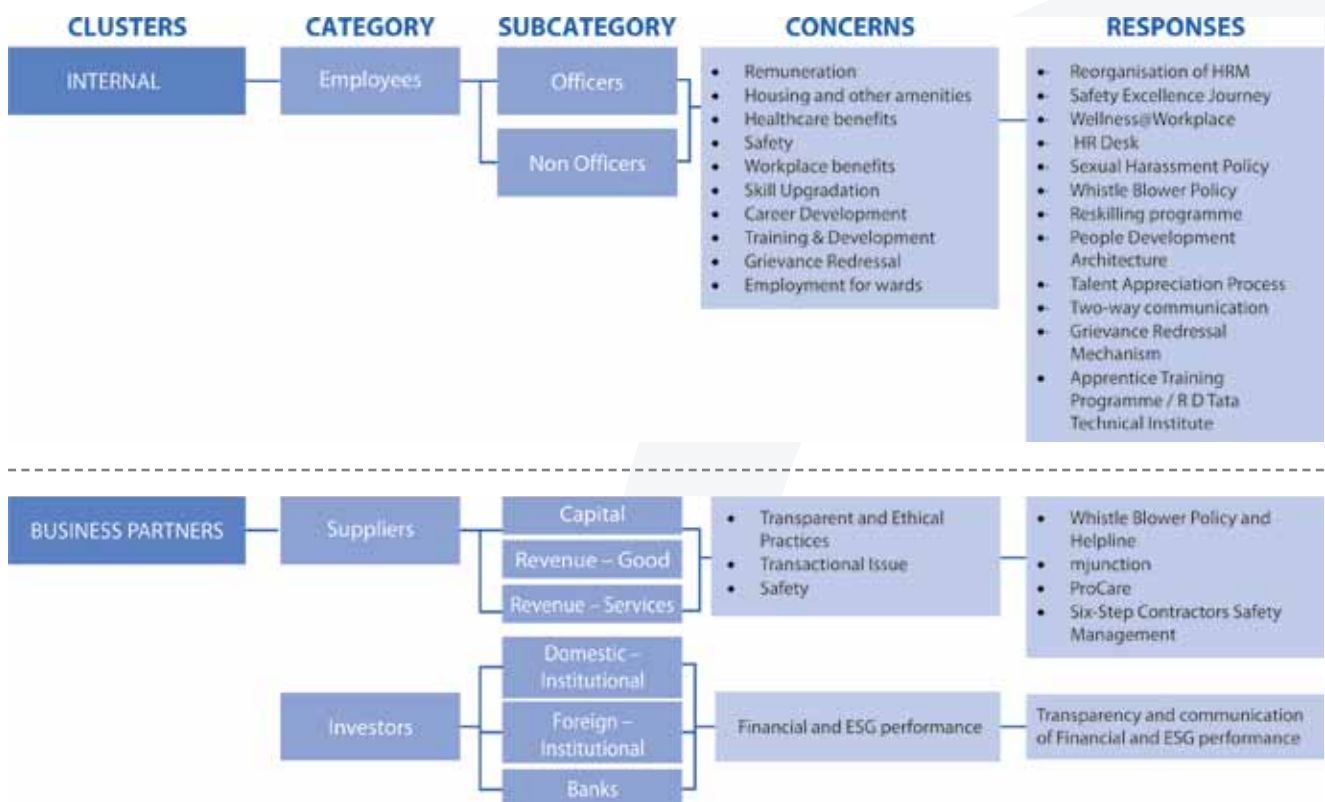 CLUSTERS
CATEGORY
SUBCATEGORY
CONCERNS
RESPONSES
INTERNAL
Employees
Officers
Non Officers
• Remuneration
• Housing and other amenities
• Healthcare benefits
• Safety
• Workplace benefits
• Skill Upgradation
• Career Development
• Training & Development
• Grievance Redressal
• Employment for wards
• Reorganisation of HRM
• Safety Excellence Journey
• Wellness@Workplace
• HR Desk
• Sexual Harassment Policy
• Whistle Blower Policy
• Reskilling programme
• People Development
Architecture
• Talent Appreciation Process
• Two-way communication
• Grievance Redressal
Mechanism
• Apprentice Training
Programme / R D Tata
Technical Institute
BUSINESS PARTNERS
Suppliers
Capital
Revenue – Good
Revenue – Services
• Transparent and Ethical
Practices
• Transactional Issue
• Safety
• Whistle Blower Policy and
Helpline
• mjunction
• ProCare
• Six-Step Contractors Safety
Management
Investors
Domestic –
Institutional
Foreign –
Institutional
Banks
Financial and ESG performance
Transparency and communication
of Financial and ESG performance